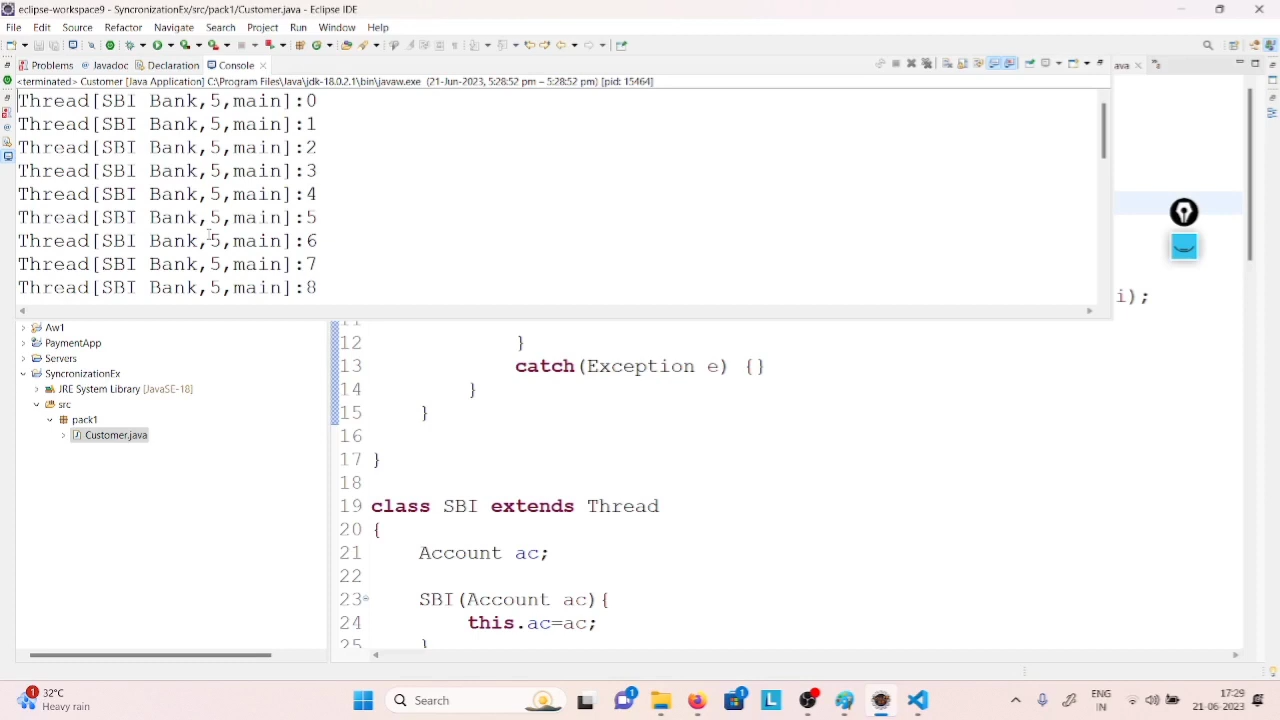 eclipse-workspace9 - SyncronizationEx/src/pack1/Customer.java - Eclipse IDE
File Edit Source Refactor Navigate Search Project Run Window Help
Problems Javadoc Declaration Console
ava
<terminated> Customer [Java Application] C:\Program Files\Java\jdk-18.0.2.1\bin\javaw.exe (21-Jun-2023, 5:28:52 pm – 5:28:52 pm) [pid: 15464]
Thread[SBI Bank,5,main]:0
Thread[SBI Bank,5,main]:1
Thread[SBI Bank,5,main]:2
Thread[SBI Bank,5,main]:3
Thread[SBI Bank,5,main]:4
Thread[SBI Bank,5,main]:5
Thread[SBI Bank,5,main]:6
Thread[SBI Bank,5,main]:7
Thread[SBI Bank,5,main]:8
i);
Aw1
PaymentApp
Servers
SyncronizationEx
JRE System Library [JavaSE-18]
src
pack1
Customer.java
11
12 }
13 catch(Exception e) {}
14 }
15 }
16
17 }
18
19 class SBI extends Thread
20 {
21 Account ac;
22
23 SBI(Account ac){
24 this.ac=ac;
25 }
32°C
Heavy rain
Search
ENG
IN
17:29
21-06-2023